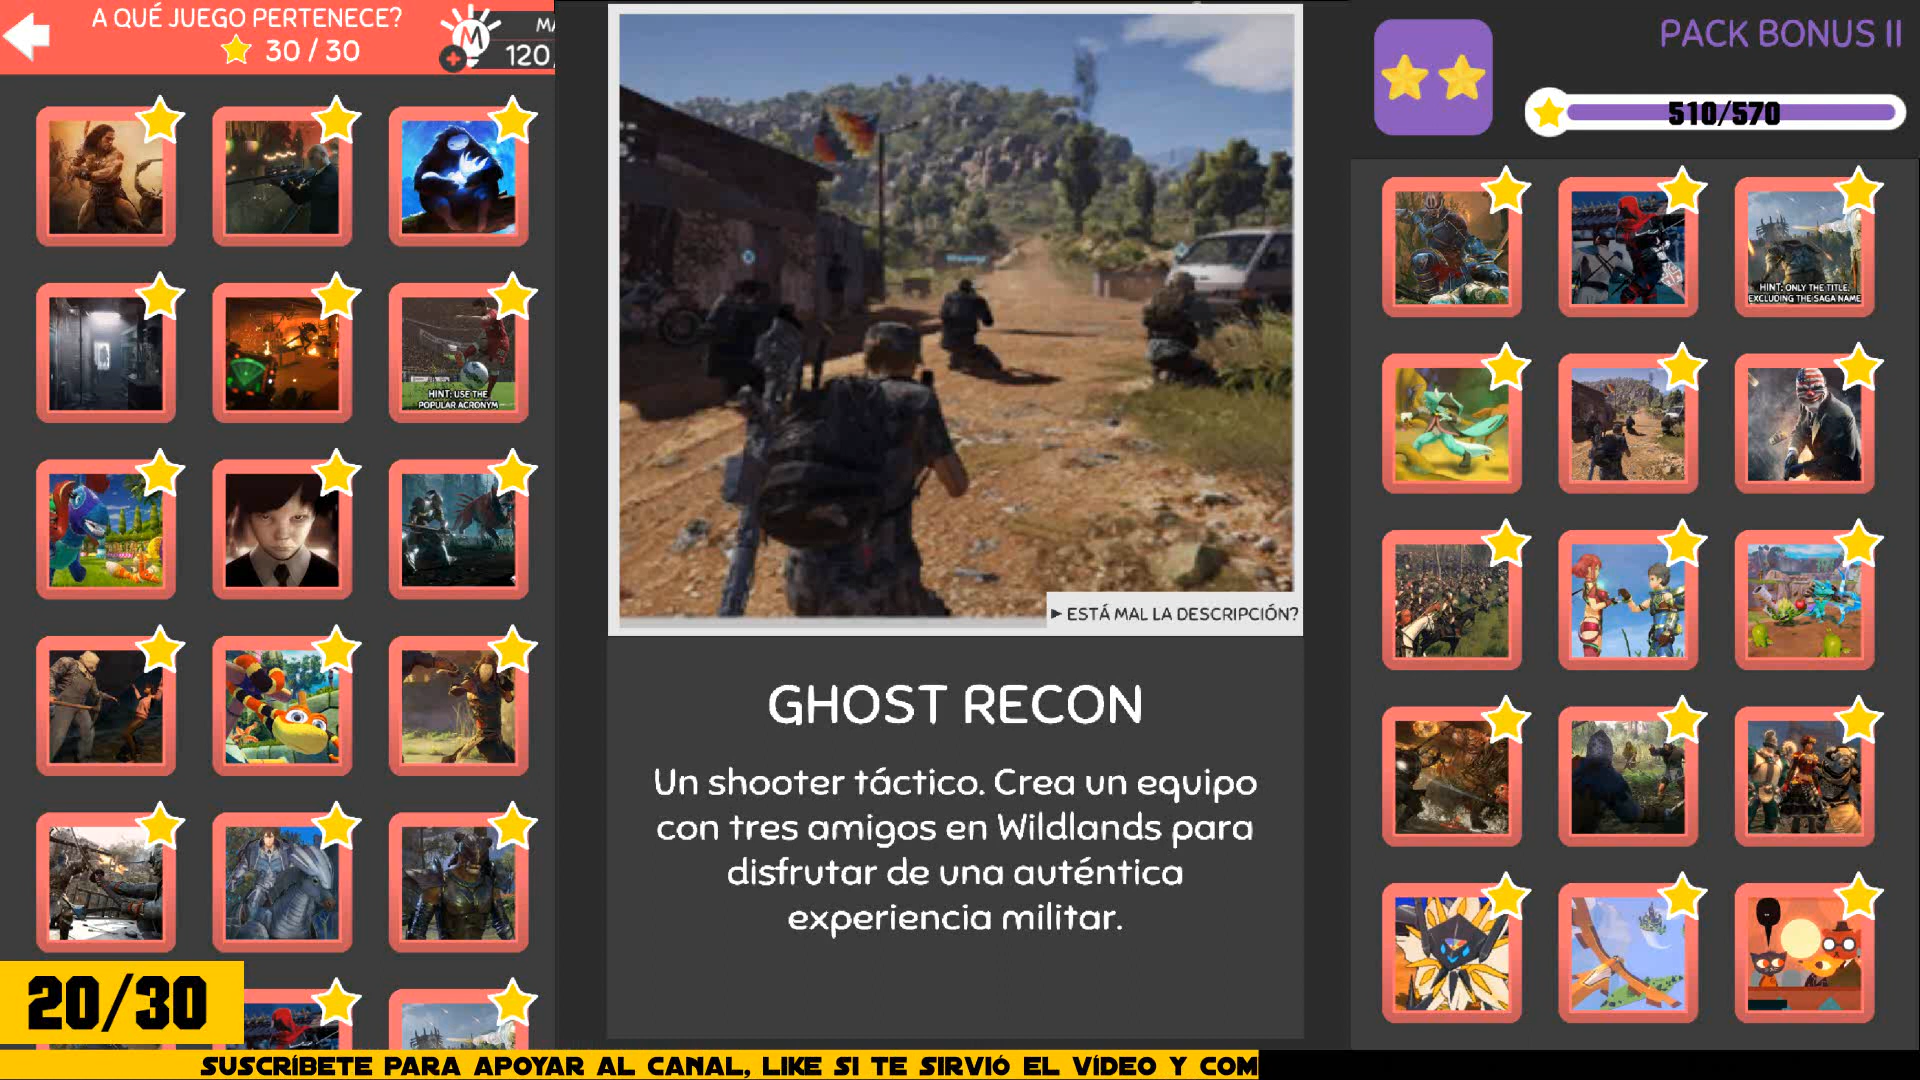 A QUÉ JUEGO PERTENECE?
30 / 30
M
120
HINT: USE THE
POPULAR ACRONYM
20/30
ESTÁ MAL LA DESCRIPCIÓN?
GHOST RECON
Un shooter táctico. Crea un equipo
con tres amigos en Wildlands para
disfrutar de una auténtica
experiencia militar.
PACK BONUS II
510/570
HINT: ONLY THE TITLE,
EXCLUDING THE SAGA NAME
SUSCRÍBETE PARA APOYAR AL CANAL, LIKE SI TE SIRVIÓ EL VÍDEO Y COM